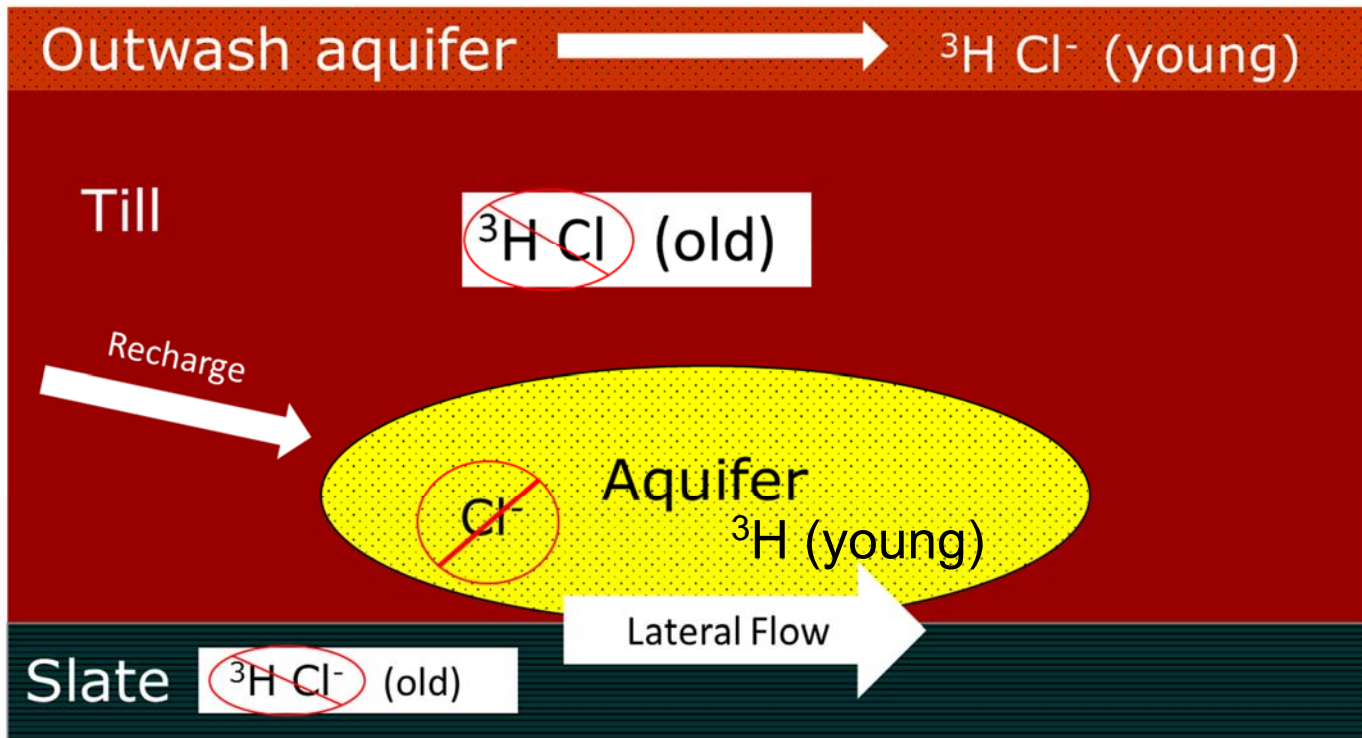 Outwash aquifer
³H Cl⁻ (young)
Till
³H Cl (old)
Recharge
Cl⁻
Aquifer
³H (young)
Lateral Flow
Slate
³H Cl⁻ (old)